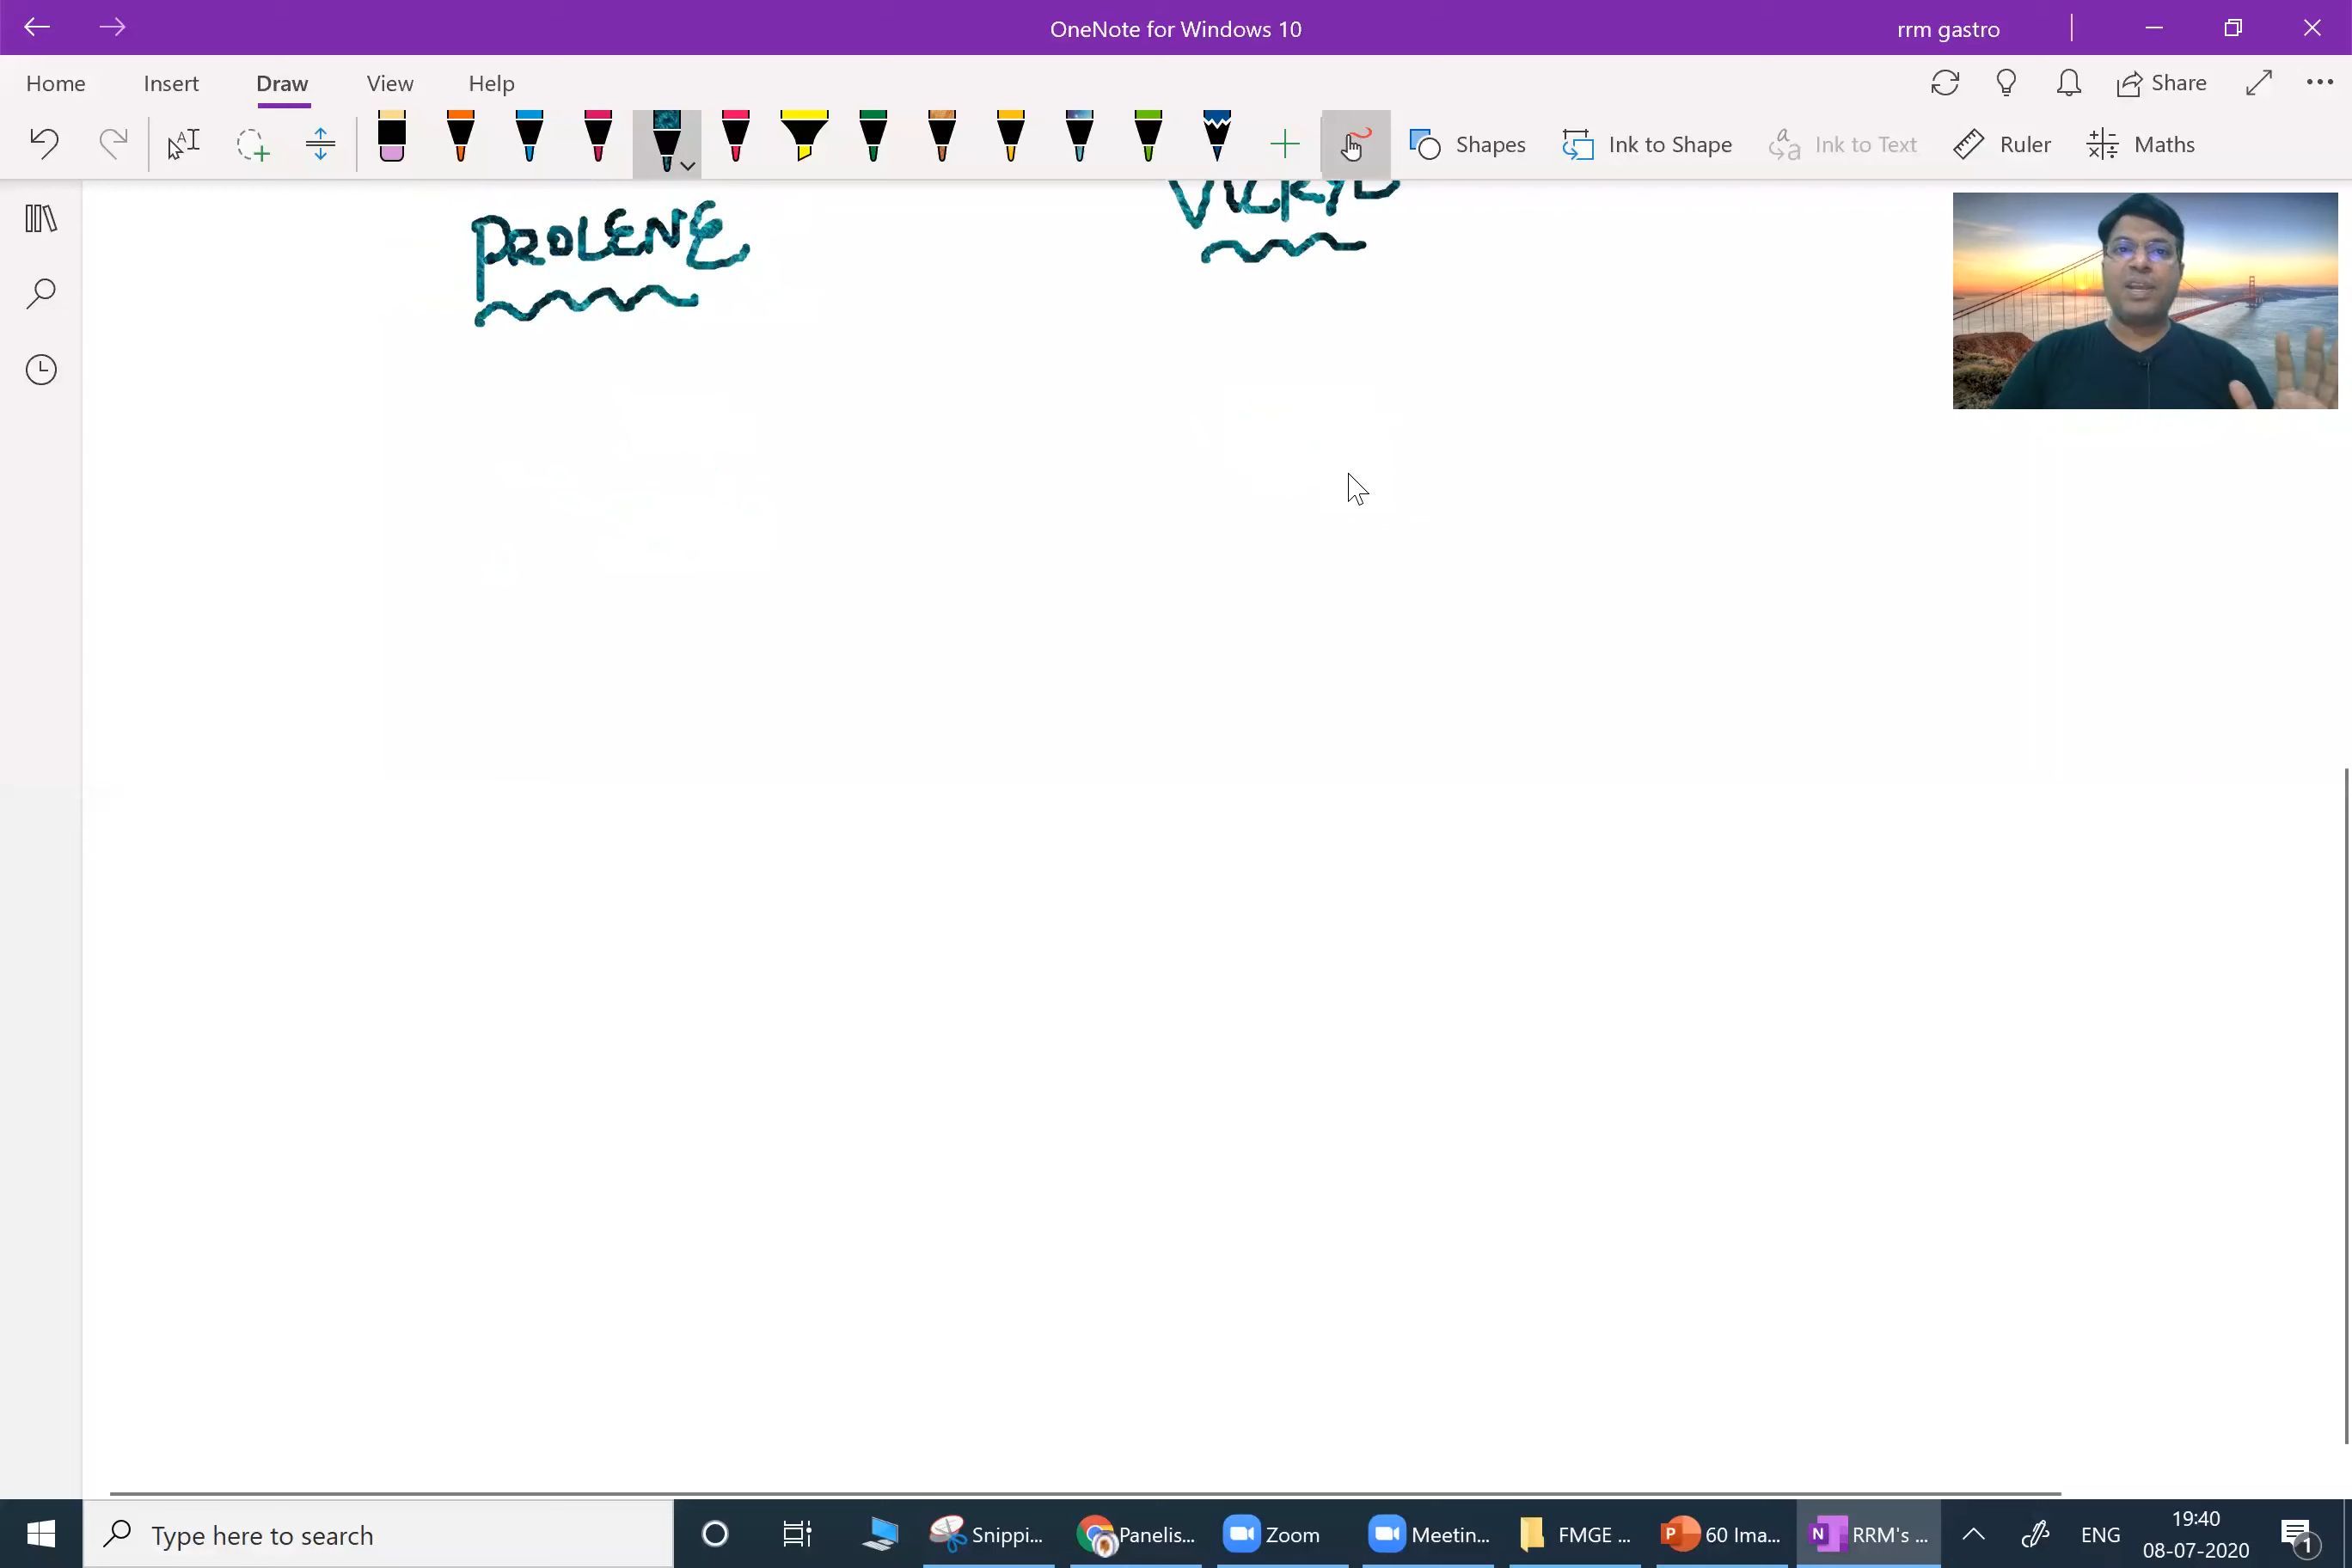 OneNote for Windows 10
rrm gastro
Home Insert Draw View Help
Share
Shapes Ink to Shape Ink to Text Ruler Maths
PROLENE
Type here to search
Snippi...
Panelis...
Zoom
Meetin...
FMGE ...
60 Ima...
RRM's ...
ENG
19:40
08-07-2020
1